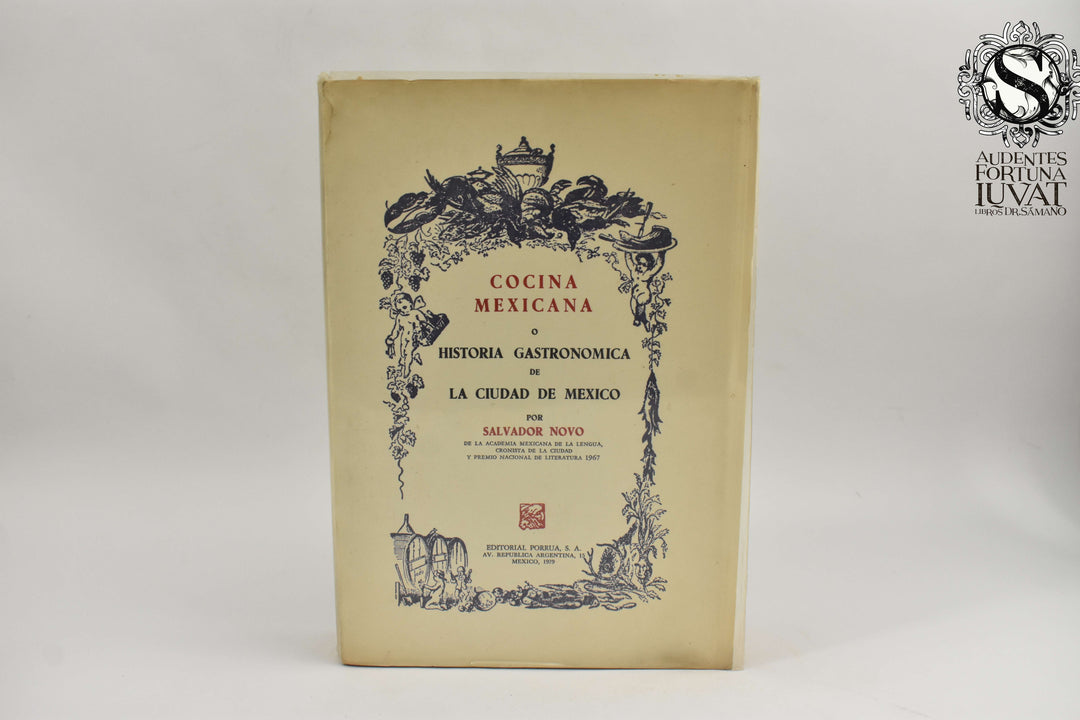 COCINA
MEXICANA
O
HISTORIA GASTRONOMICA
DE
LA CIUDAD DE MEXICO
POR
SALVADOR NOVO
DE LA ACADEMIA MEXICANA DE LA LENGUA,
CRONISTA DE LA CIUDAD
Y PREMIO NACIONAL DE LITERATURA 1967
EDITORIAL PORRUA, S. A.
AV. REPUBLICA ARGENTINA, 15
MEXICO, 1979
S
AUDENTES
FORTUNA
IUVAT
LIBROS DR. SÁMANO